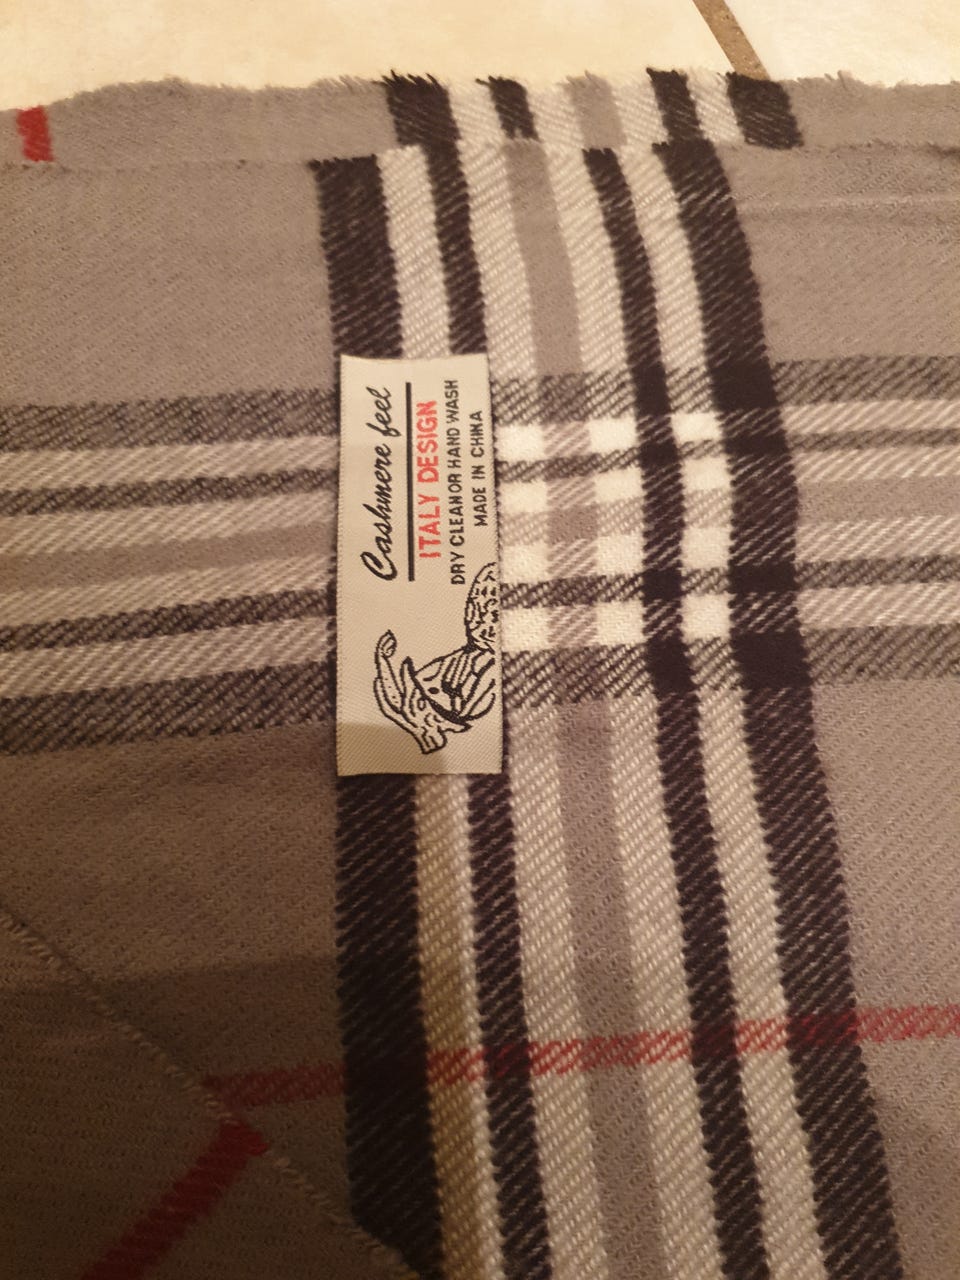 Cashmere feel
ITALY DESIGN
DRY CLEAN OR HAND WASH
MADE IN CHINA